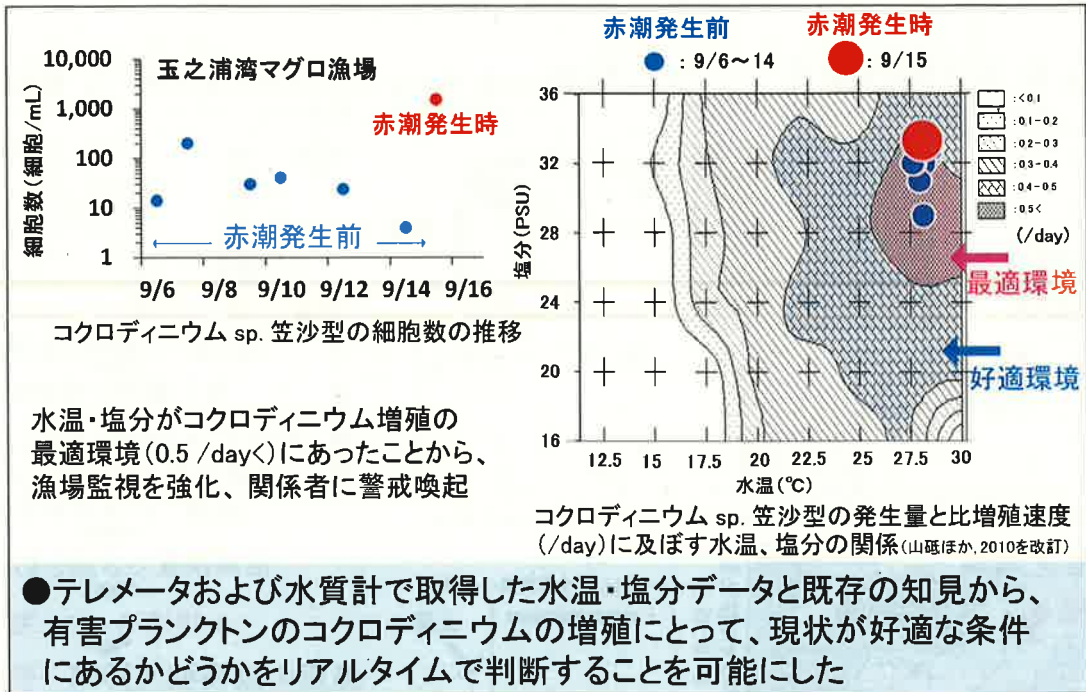 玉之浦湾マグロ漁場
細胞数(細胞/mL)
10,000
1,000
100
10
1
赤潮発生時
赤潮発生前
9/6 9/8 9/10 9/12 9/14 9/16
コクロディニウム sp. 笠沙型の細胞数の推移
水温・塩分がコクロディニウム増殖の
最適環境(0.5 /day<)にあったことから、
漁場監視を強化、関係者に警戒喚起
赤潮発生前 赤潮発生時
: 9/6~14 : 9/15
塩分(PSU)
36
32
28
24
20
16
12.5 15 17.5 20 22.5 25 27.5 30
水温(℃)
:<0.1
:0.1-0.2
:0.2-0.3
:0.3-0.4
:0.4-0.5
:0.5<
(/day)
最適環境
好適環境
コクロディニウム sp. 笠沙型の発生量と比増殖速度
(/day)に及ぼす水温、塩分の関係(山砥ほか,2010を改訂)
●テレメータおよび水質計で取得した水温・塩分データと既存の知見から、
有害プランクトンのコクロディニウムの増殖にとって、現状が好適な条件
にあるかどうかをリアルタイムで判断することを可能にした